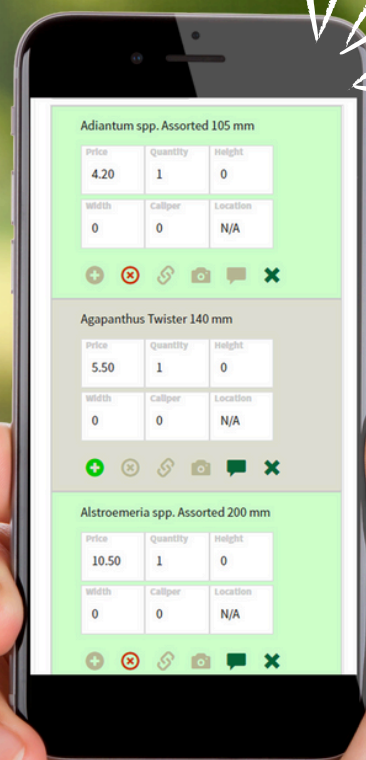 Adiantum spp. Assorted 105 mm
Price Quantity Height
4.20 1 0
Width Caliper Location
0 0 N/A
Agapanthus Twister 140 mm
Price Quantity Height
5.50 1 0
Width Caliper Location
0 0 N/A
Alstroemeria spp. Assorted 200 mm
Price Quantity Height
10.50 1 0
Width Caliper Location
0 0 N/A